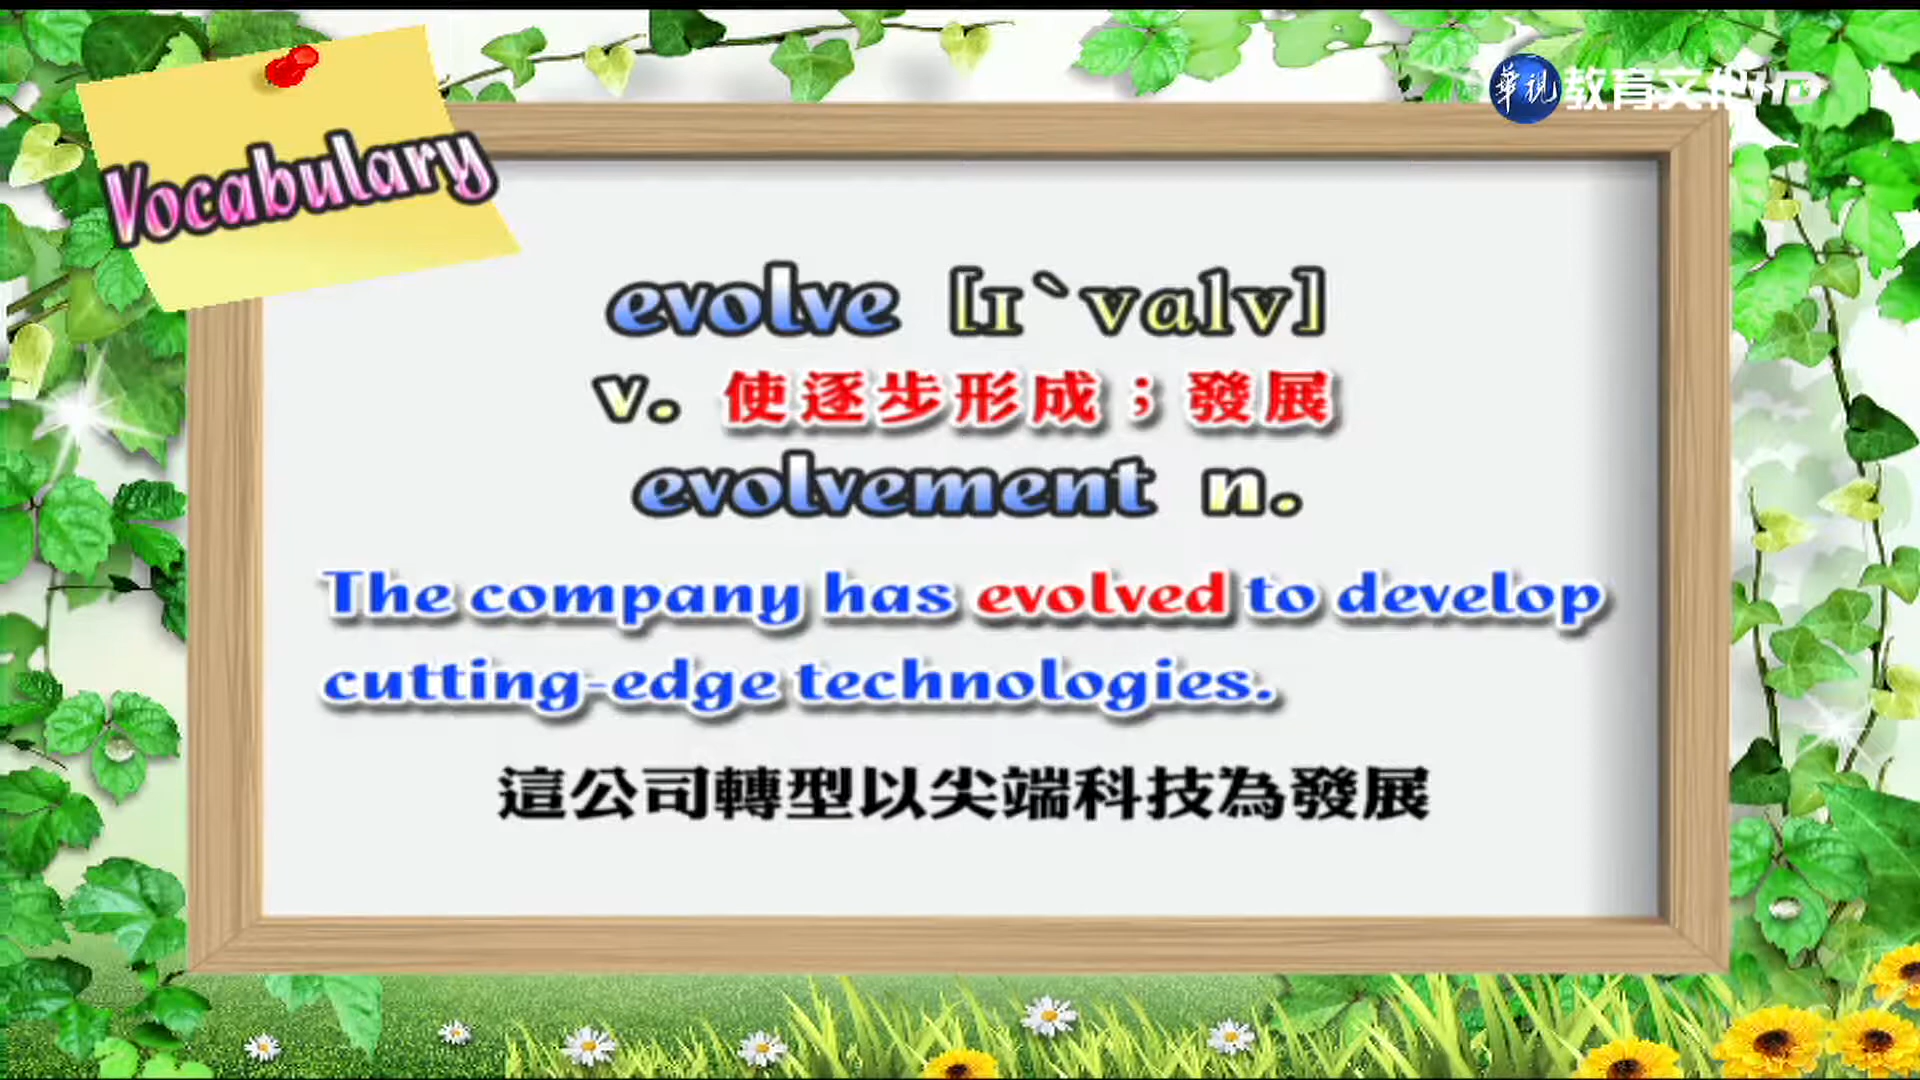 華視 教育文化HD
Vocabulary
evolve [ɪˋvalv]
v. 使逐步形成；發展
evolvement n.
The company has evolved to develop
cutting-edge technologies.
這公司轉型以尖端科技為發展